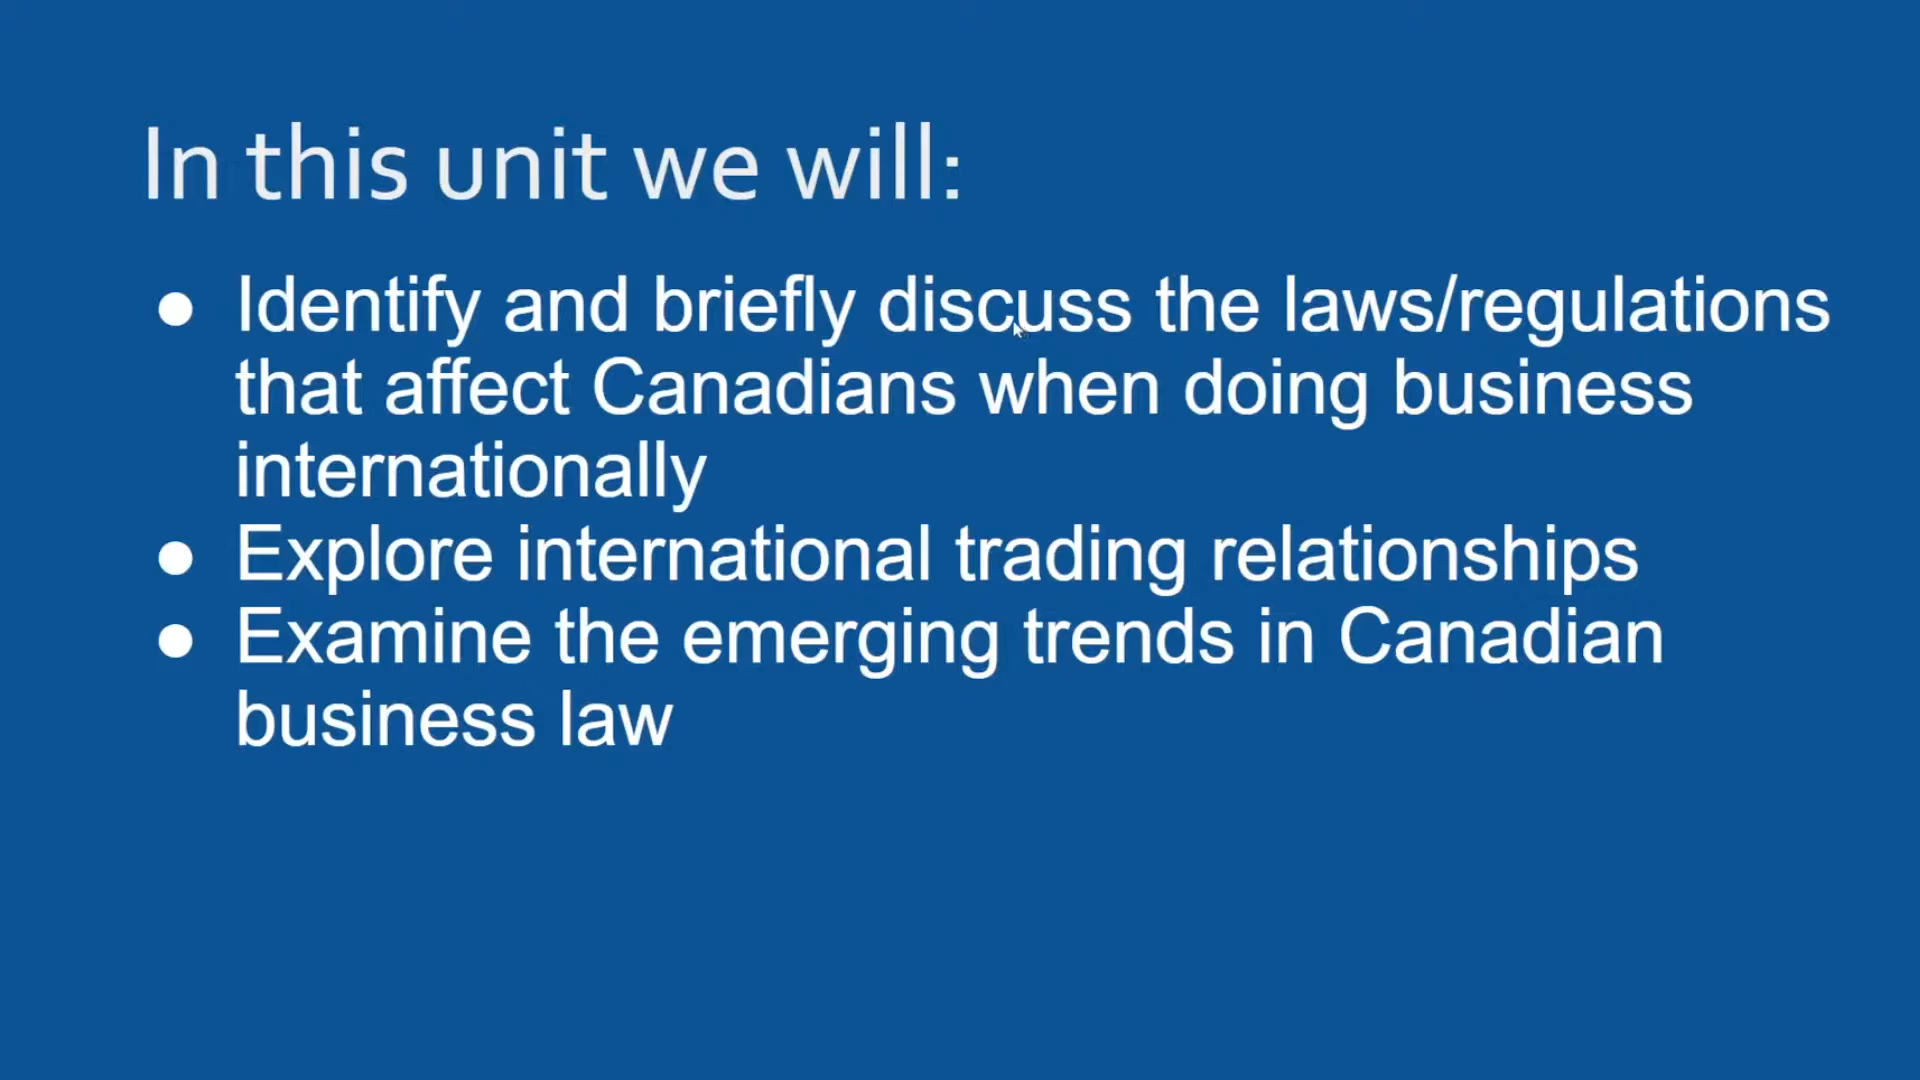 In this unit we will:
● Identify and briefly discuss the laws/regulations
that affect Canadians when doing business
internationally
● Explore international trading relationships
● Examine the emerging trends in Canadian
business law